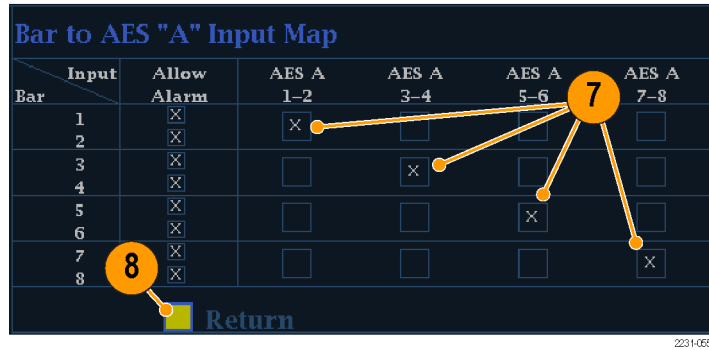 Bar to AES "A" Input Map
Input Allow AES A AES A AES A AES A
Bar Alarm 1–2 3–4 5–6 7–8
7
1 X X
2 X
3 X X
4 X
5 X X
6 X
7 X X
8 X
8
Return
2231-055